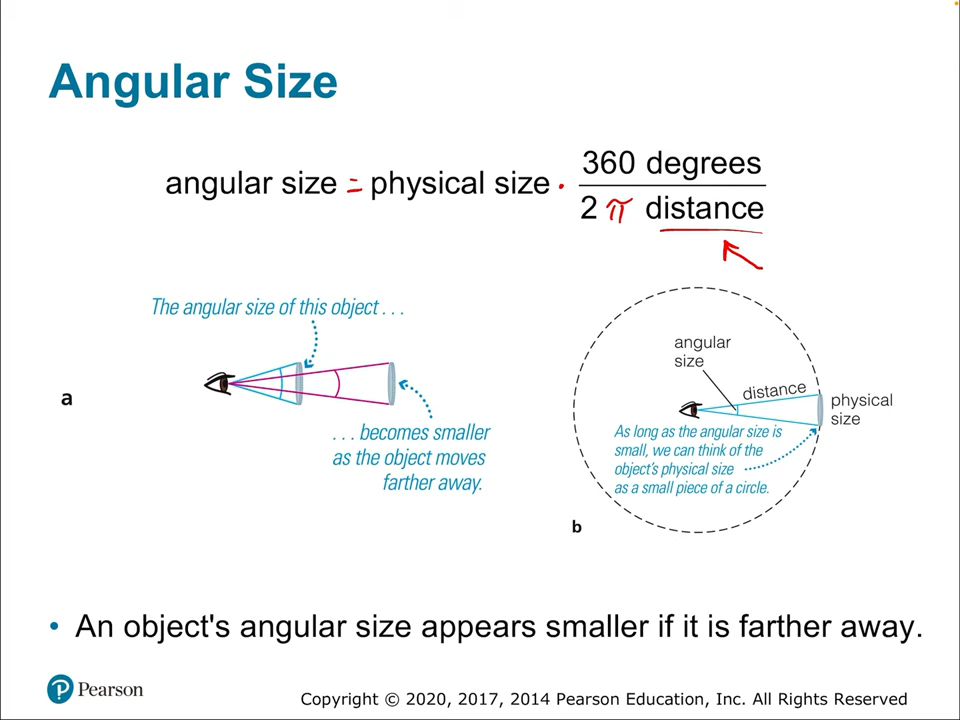 Angular Size
angular size = physical size · 360 degrees
2 π distance
The angular size of this object . . .
. . . becomes smaller
as the object moves
farther away.
a
angular
size
distance
physical
size
As long as the angular size is
small, we can think of the
object's physical size
as a small piece of a circle.
b
• An object's angular size appears smaller if it is farther away.
P Pearson
Copyright © 2020, 2017, 2014 Pearson Education, Inc. All Rights Reserved